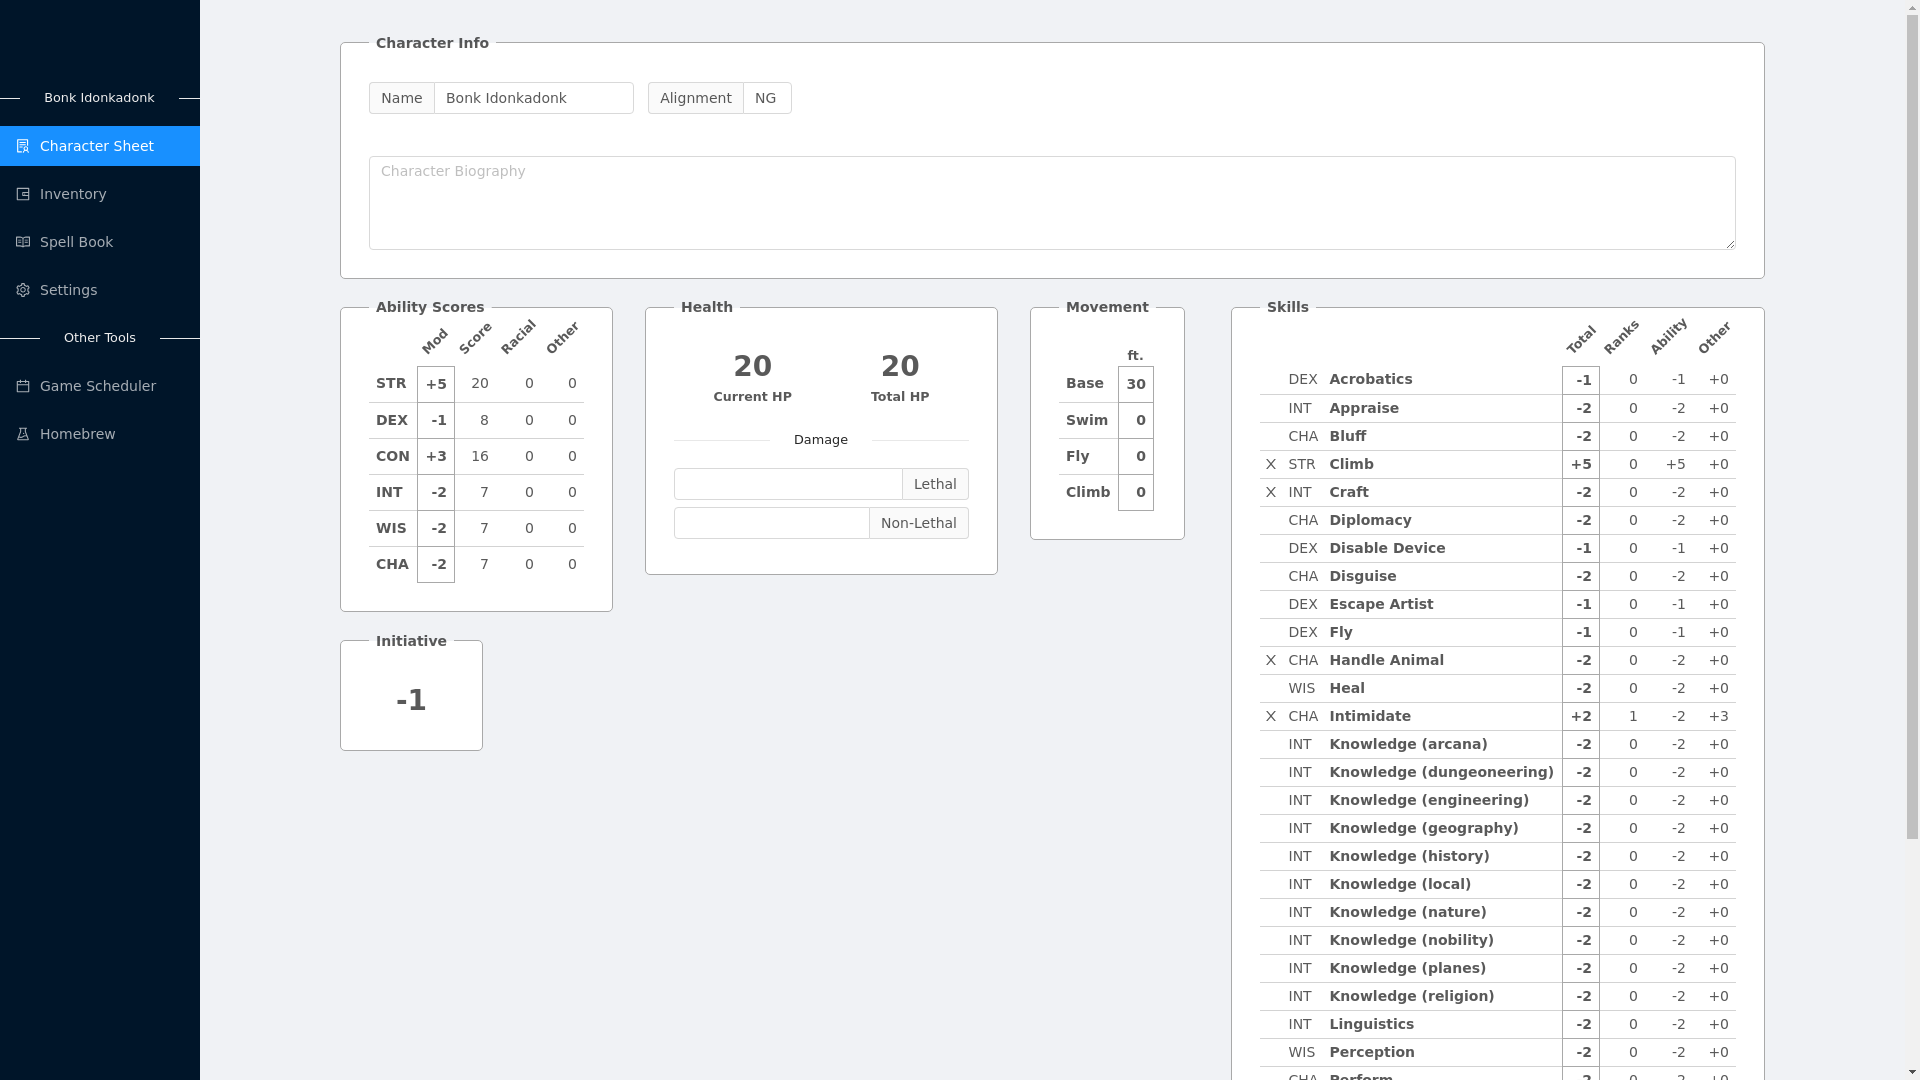 Bonk Idonkadonk
Character Sheet
Inventory
Spell Book
Settings
Other Tools
Game Scheduler
Homebrew
Character Info
Name Bonk Idonkadonk Alignment NG
Character Biography
Ability Scores
Mod Score Racial Other
STR +5 20 0 0
DEX -1 8 0 0
CON +3 16 0 0
INT -2 7 0 0
WIS -2 7 0 0
CHA -2 7 0 0
Initiative
-1
Health
20 20
Current HP Total HP
Damage
Lethal
Non-Lethal
Movement
ft.
Base 30
Swim 0
Fly 0
Climb 0
Skills
Total Ranks Ability Other
DEX Acrobatics -1 0 -1 +0
INT Appraise -2 0 -2 +0
CHA Bluff -2 0 -2 +0
X STR Climb +5 0 +5 +0
X INT Craft -2 0 -2 +0
CHA Diplomacy -2 0 -2 +0
DEX Disable Device -1 0 -1 +0
CHA Disguise -2 0 -2 +0
DEX Escape Artist -1 0 -1 +0
DEX Fly -1 0 -1 +0
X CHA Handle Animal -2 0 -2 +0
WIS Heal -2 0 -2 +0
X CHA Intimidate +2 1 -2 +3
INT Knowledge (arcana) -2 0 -2 +0
INT Knowledge (dungeoneering) -2 0 -2 +0
INT Knowledge (engineering) -2 0 -2 +0
INT Knowledge (geography) -2 0 -2 +0
INT Knowledge (history) -2 0 -2 +0
INT Knowledge (local) -2 0 -2 +0
INT Knowledge (nature) -2 0 -2 +0
INT Knowledge (nobility) -2 0 -2 +0
INT Knowledge (planes) -2 0 -2 +0
INT Knowledge (religion) -2 0 -2 +0
INT Linguistics -2 0 -2 +0
WIS Perception -2 0 -2 +0
CHA Perform -2 0 -2 +0